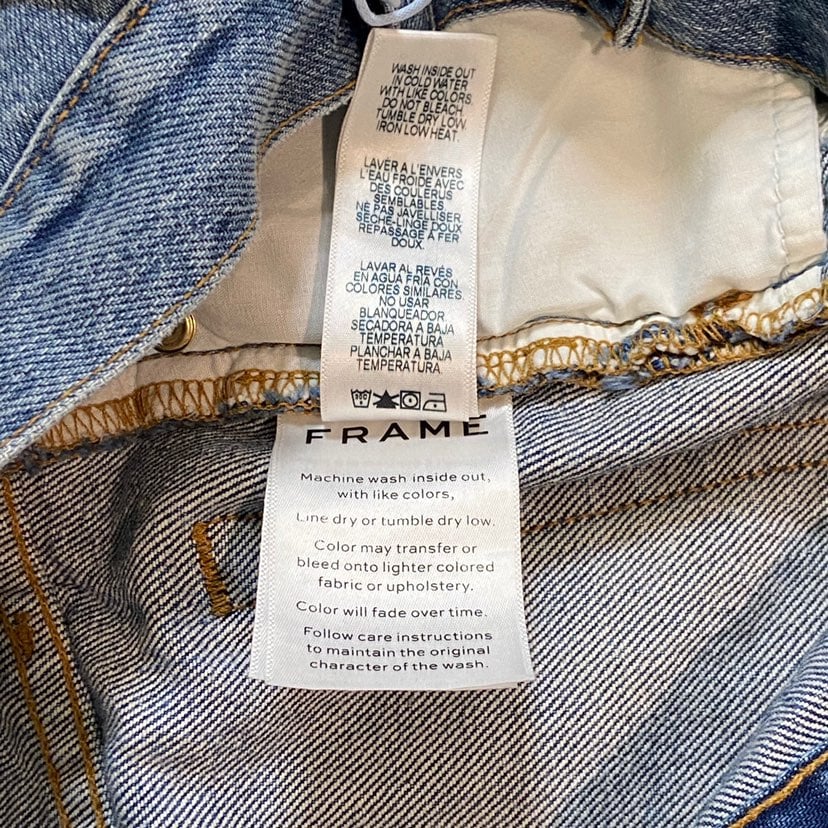 WASH INSIDE OUT
IN COLD WATER
WITH LIKE COLORS.
DO NOT BLEACH.
TUMBLE DRY LOW.
IRON LOW HEAT.
LAVER A L'ENVERS
L'EAU FROIDE AVEC
DES COULERUS
SEMBLABLES.
NE PAS JAVELLISER.
SECHE-LINGE DOUX
REPASSAGE A FER
DOUX.
LAVAR AL REVÉS
EN AGUA FRIA CON
COLORES SIMILARES.
NO USAR
BLANQUEADOR.
SECADORA A BAJA
TEMPERATURA
PLANCHAR A BAJA
TEMPERATURA.
FRAME
Machine wash inside out,
with like colors,
Line dry or tumble dry low.
Color may transfer or
bleed onto lighter colored
fabric or upholstery.
Color will fade over time.
Follow care instructions
to maintain the original
character of the wash.